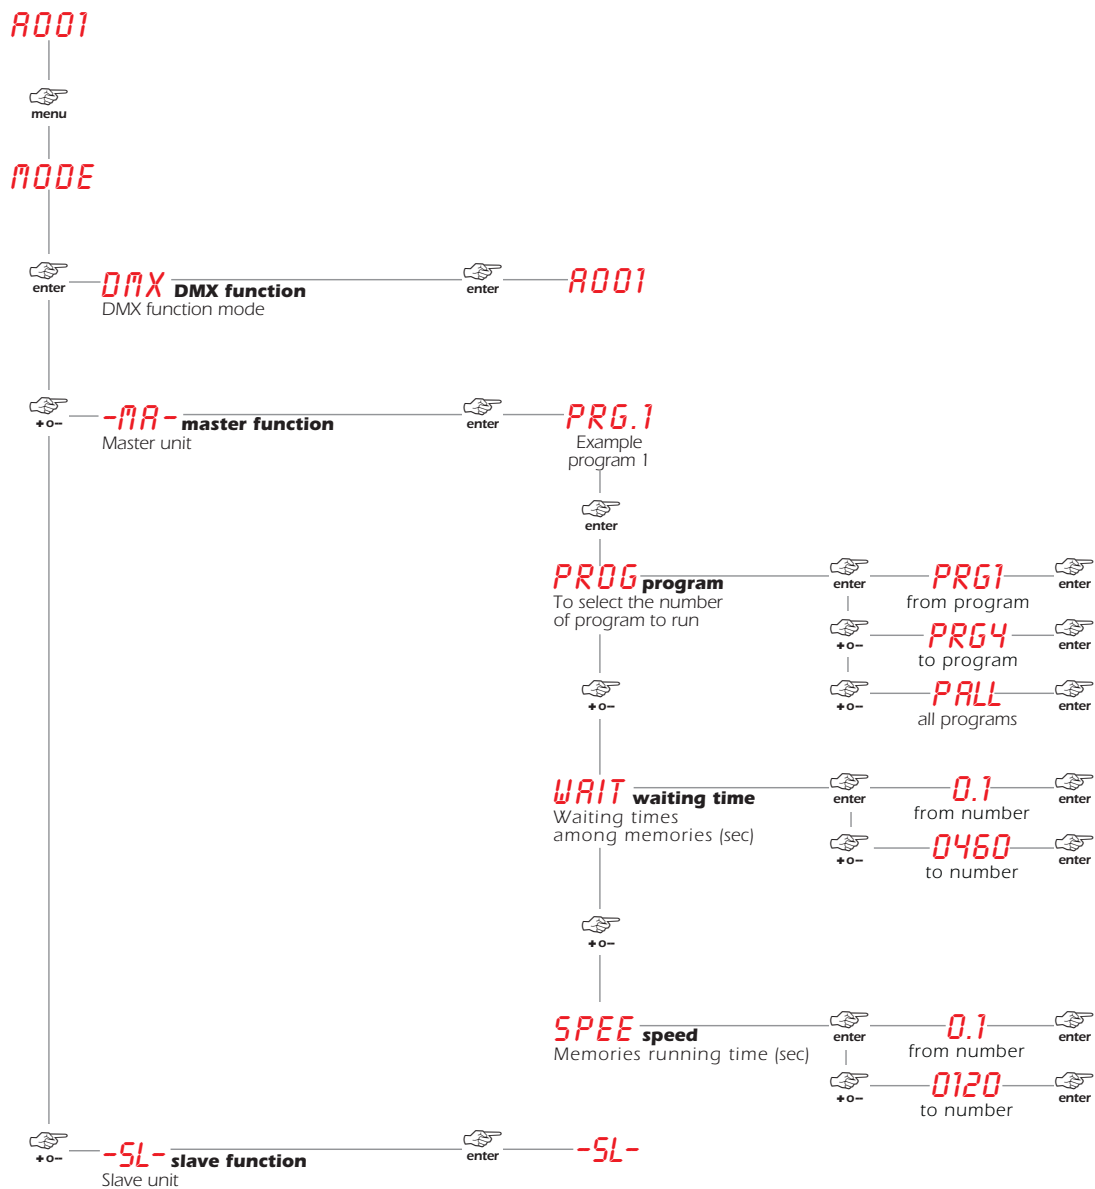 A001
menu
MODE
enter
DMX DMX function
DMX function mode
enter
A001
+ o -
-MA- master function
Master unit
enter
PRG.1
Example
program 1
enter
PROG program
To select the number
of program to run
enter
PRG1
from program
enter
+ o -
PRG4
to program
enter
+ o -
PALL
all programs
enter
+ o -
WAIT waiting time
Waiting times
among memories (sec)
enter
0.1
from number
enter
+ o -
0460
to number
enter
+ o -
SPEE speed
Memories running time (sec)
enter
0.1
from number
enter
+ o -
0120
to number
enter
+ o -
-SL- slave function
Slave unit
enter
-SL-